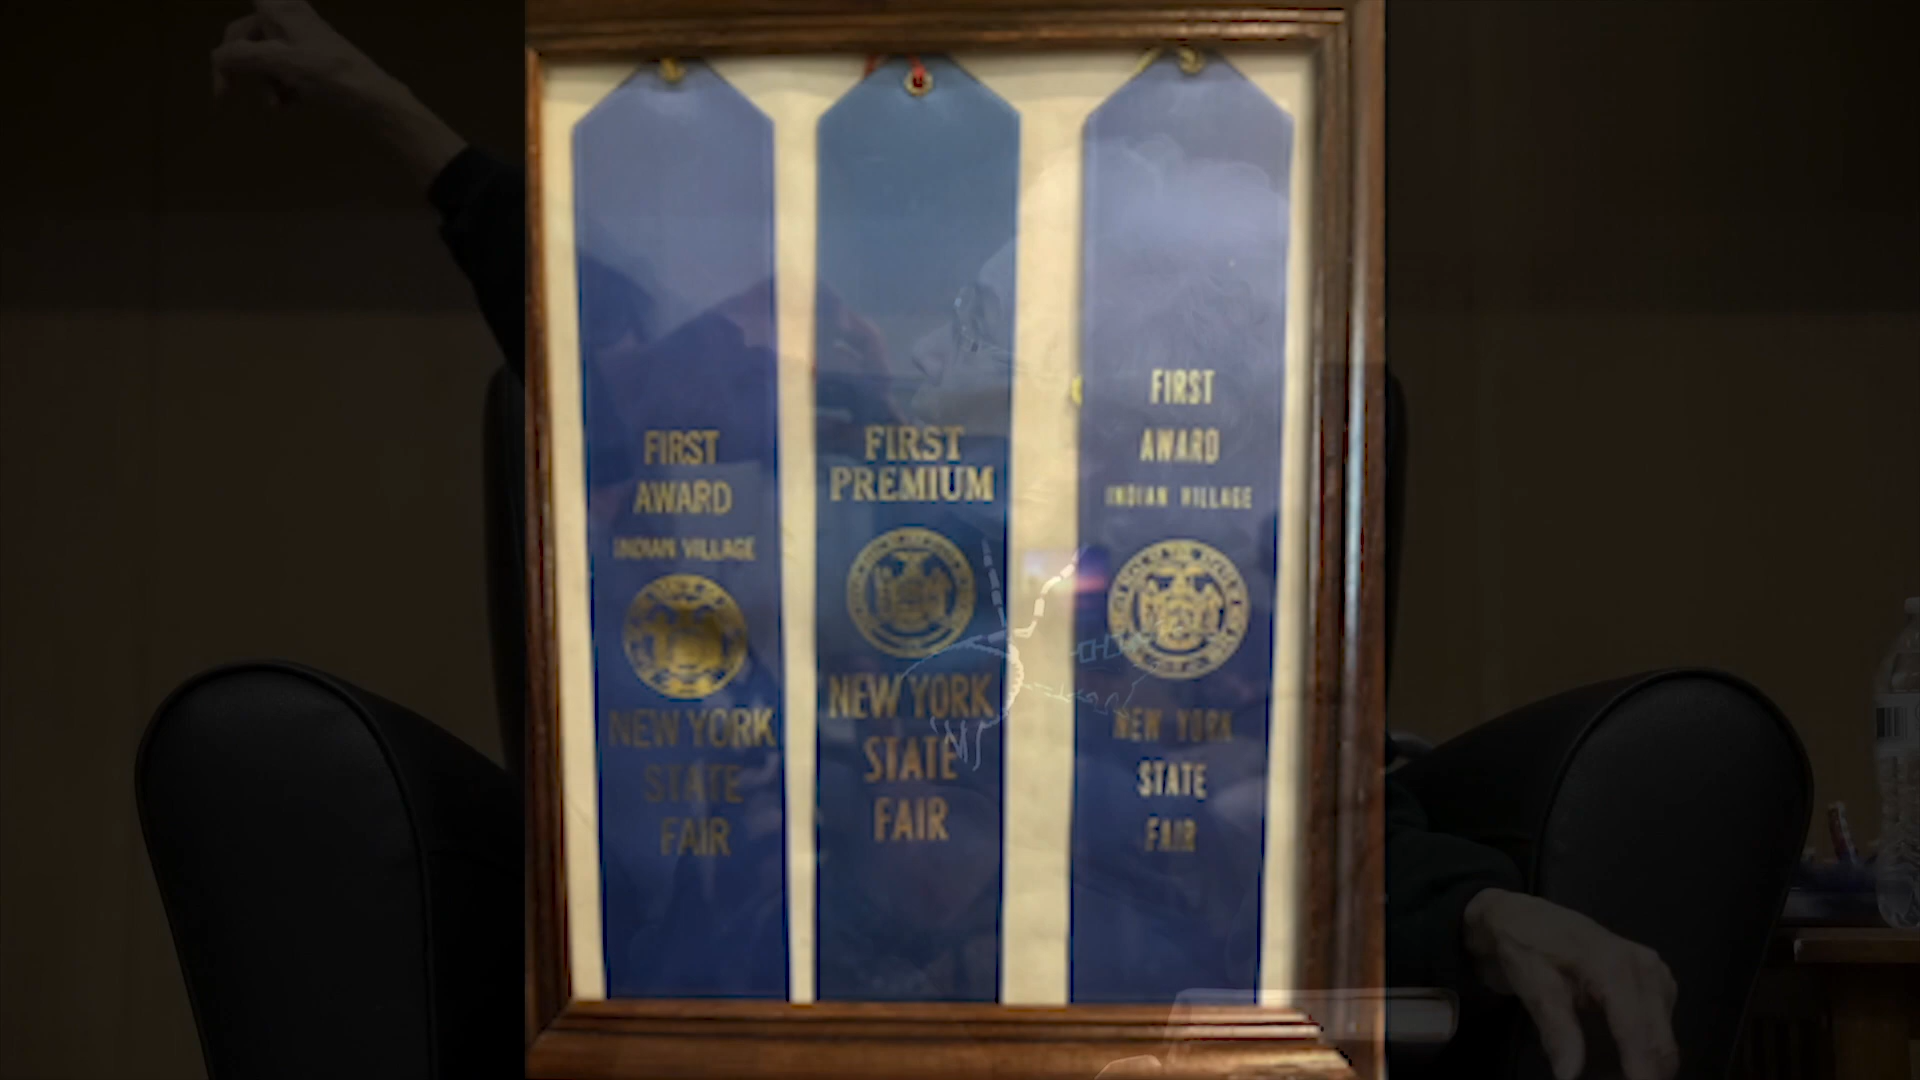 FIRST
AWARD
INDIAN VILLAGE
NEW YORK
STATE
FAIR
FIRST
PREMIUM
NEW YORK
STATE
FAIR
FIRST
AWARD
INDIAN VILLAGE
NEW YORK
STATE
FAIR